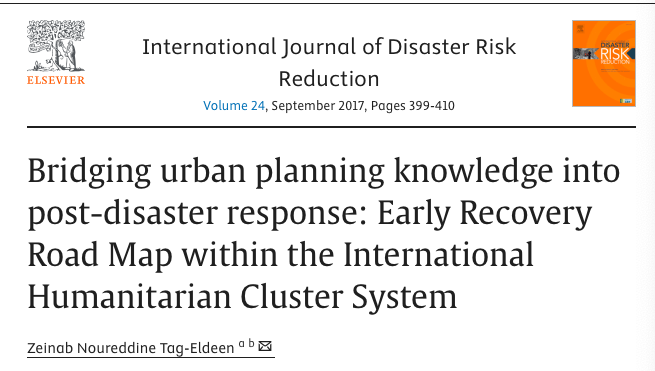 International Journal of Disaster Risk
Reduction
ELSEVIER
Volume 24, September 2017, Pages 399-410
DISASTER
RISK
REDUCTION
Bridging urban planning knowledge into
post-disaster response: Early Recovery
Road Map within the International
Humanitarian Cluster System
Zeinab Noureddine Tag-Eldeen a b